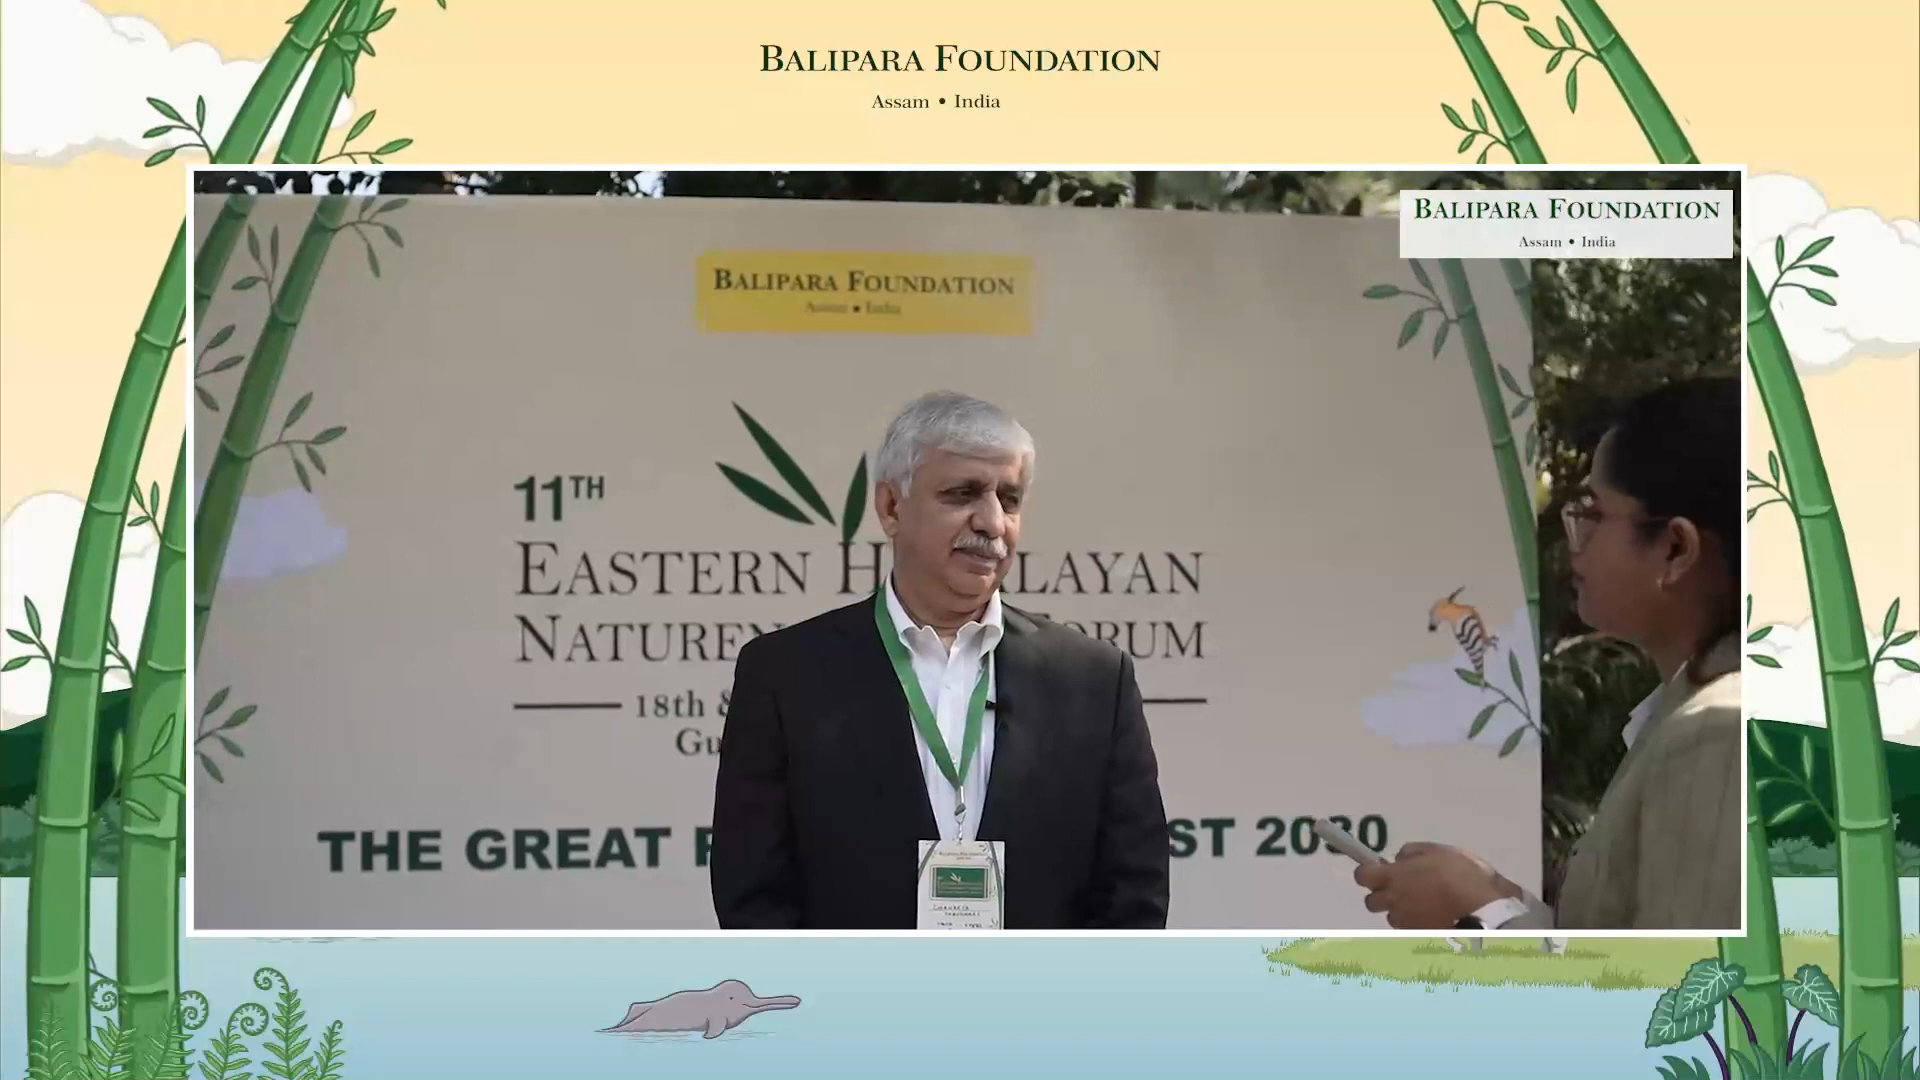 BALIPARA FOUNDATION
Assam • India
BALIPARA FOUNDATION
Assam • India
BALIPARA FOUNDATION
Assam • India
11TH
EASTERN H LAYAN
NATUREN ORUM
18th &
Gu
THE GREAT ST 2030